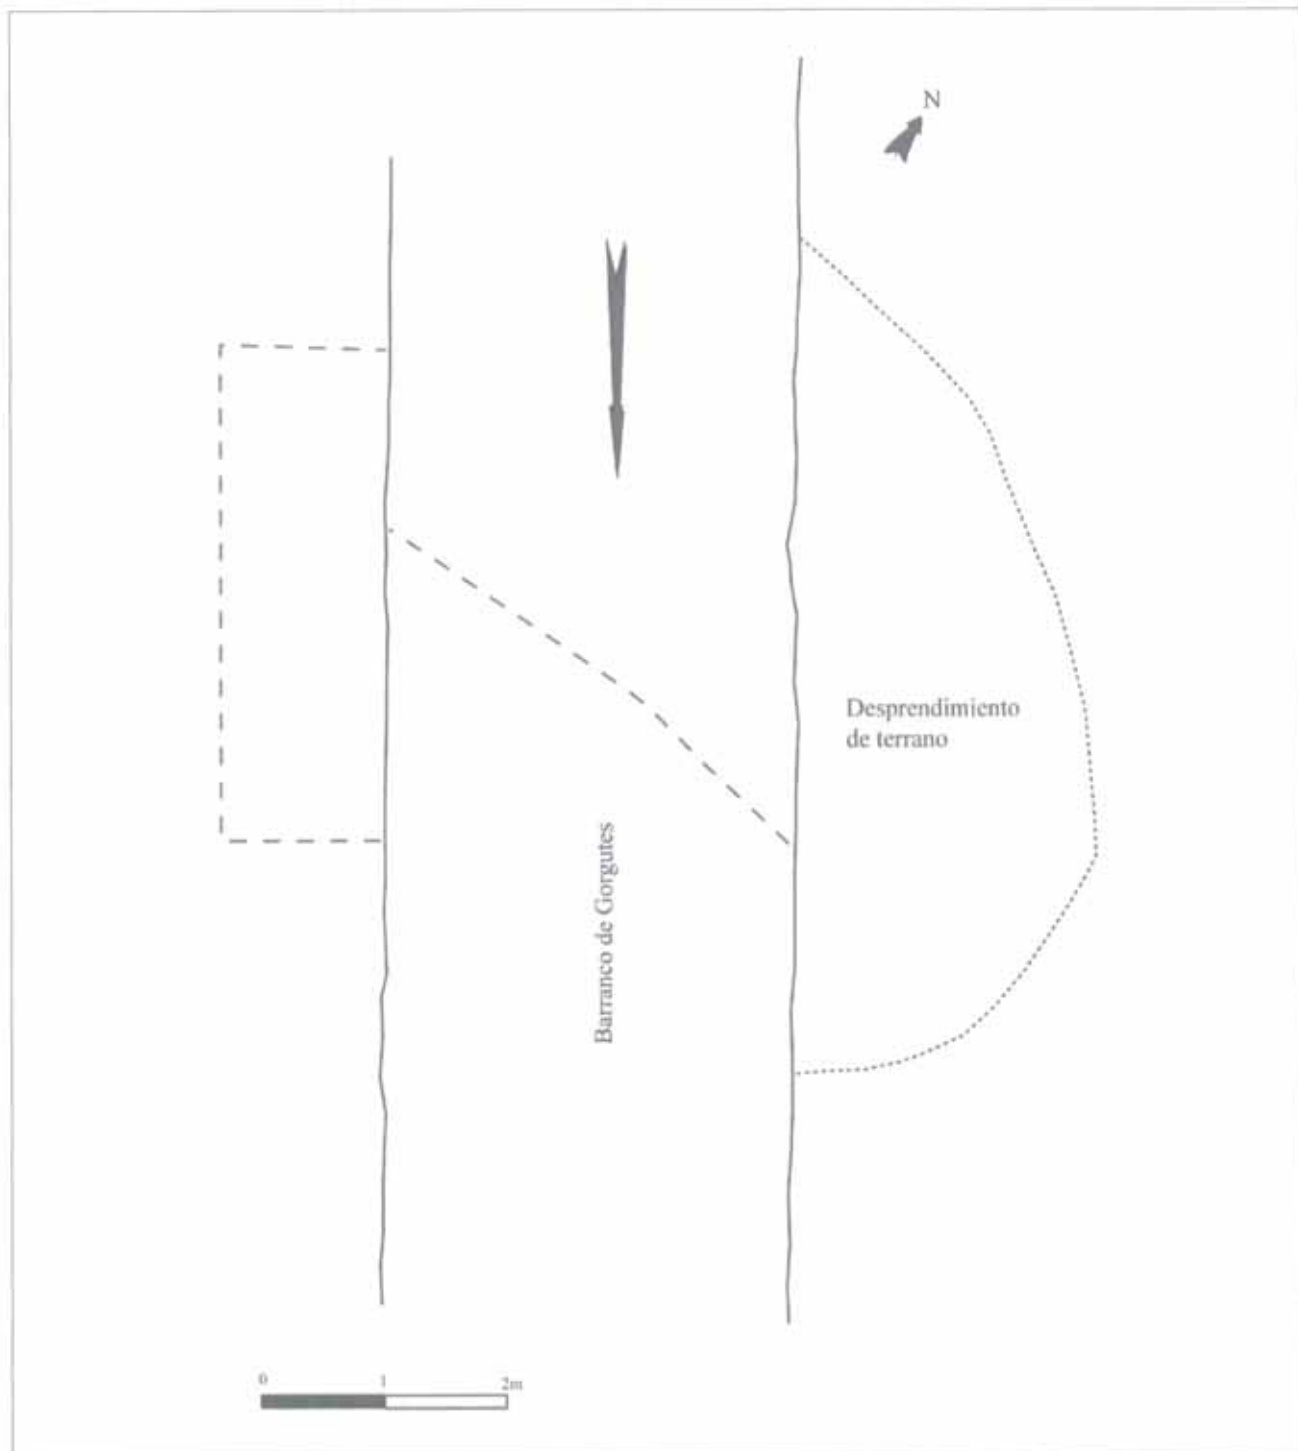 N
Desprendimiento
de terrano
Barranco de Gorgutes
0 1 2m